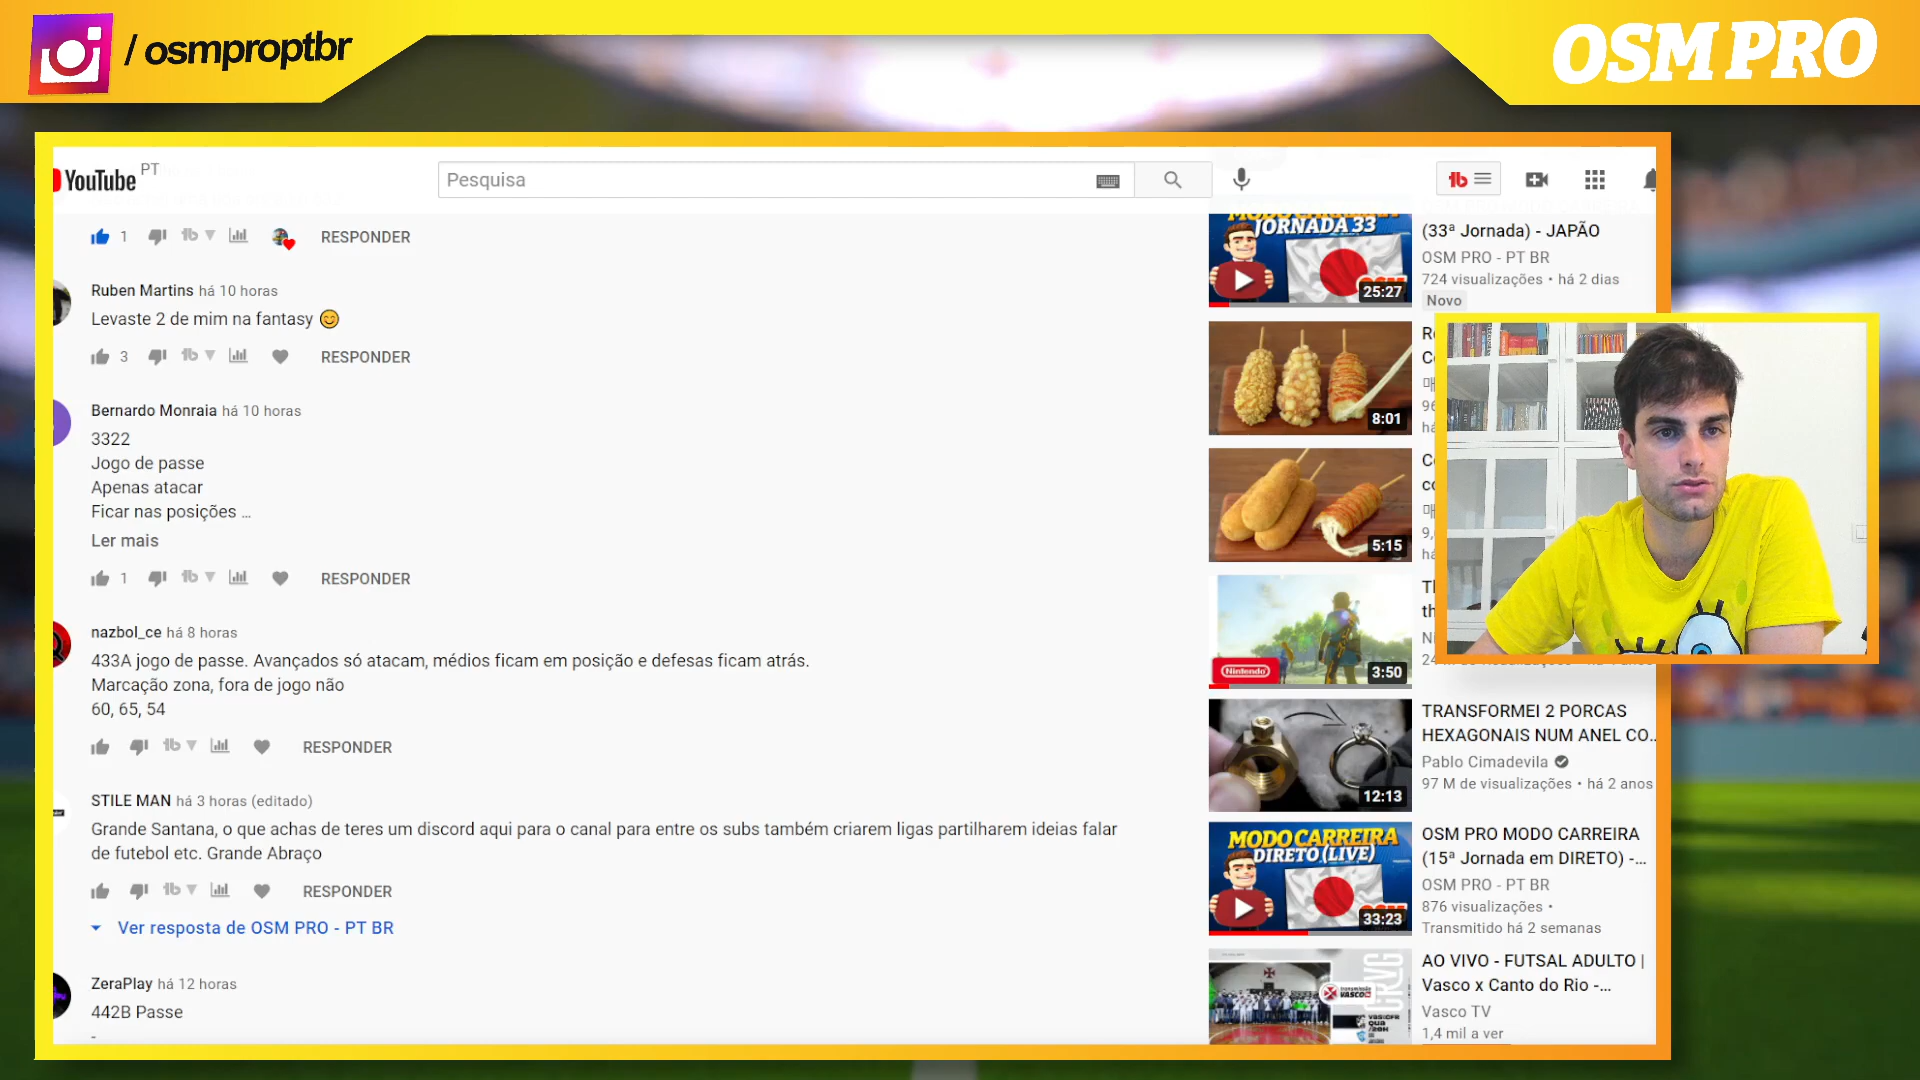 / osmproptbr
OSM PRO
YouTube PT
Pesquisa
1 RESPONDER
Ruben Martins há 10 horas
Levaste 2 de mim na fantasy 😊
3 RESPONDER
Bernardo Monraia há 10 horas
3322
Jogo de passe
Apenas atacar
Ficar nas posições ...
Ler mais
1 RESPONDER
nazbol_ce há 8 horas
433A jogo de passe. Avançados só atacam, médios ficam em posição e defesas ficam atrás.
Marcação zona, fora de jogo não
60, 65, 54
RESPONDER
STILE MAN há 3 horas (editado)
Grande Santana, o que achas de teres um discord aqui para o canal para entre os subs também criarem ligas partilharem ideias falar
de futebol etc. Grande Abraço
RESPONDER
Ver resposta de OSM PRO - PT BR
ZeraPlay há 12 horas
442B Passe
-
JORNADA 33
25:27
(33ª Jornada) - JAPÃO
OSM PRO - PT BR
724 visualizações • há 2 dias
Novo
8:01
5:15
Nintendo
3:50
12:13
TRANSFORMEI 2 PORCAS
HEXAGONAIS NUM ANEL CO...
Pablo Cimadevila
97 M de visualizações • há 2 anos
MODO CARREIRA
DIRETO (LIVE)
33:23
OSM PRO MODO CARREIRA
(15ª Jornada em DIRETO) -...
OSM PRO - PT BR
876 visualizações •
Transmitido há 2 semanas
CRVG
VASCO
AO VIVO - FUTSAL ADULTO |
Vasco x Canto do Rio -...
Vasco TV
1,4 mil a ver